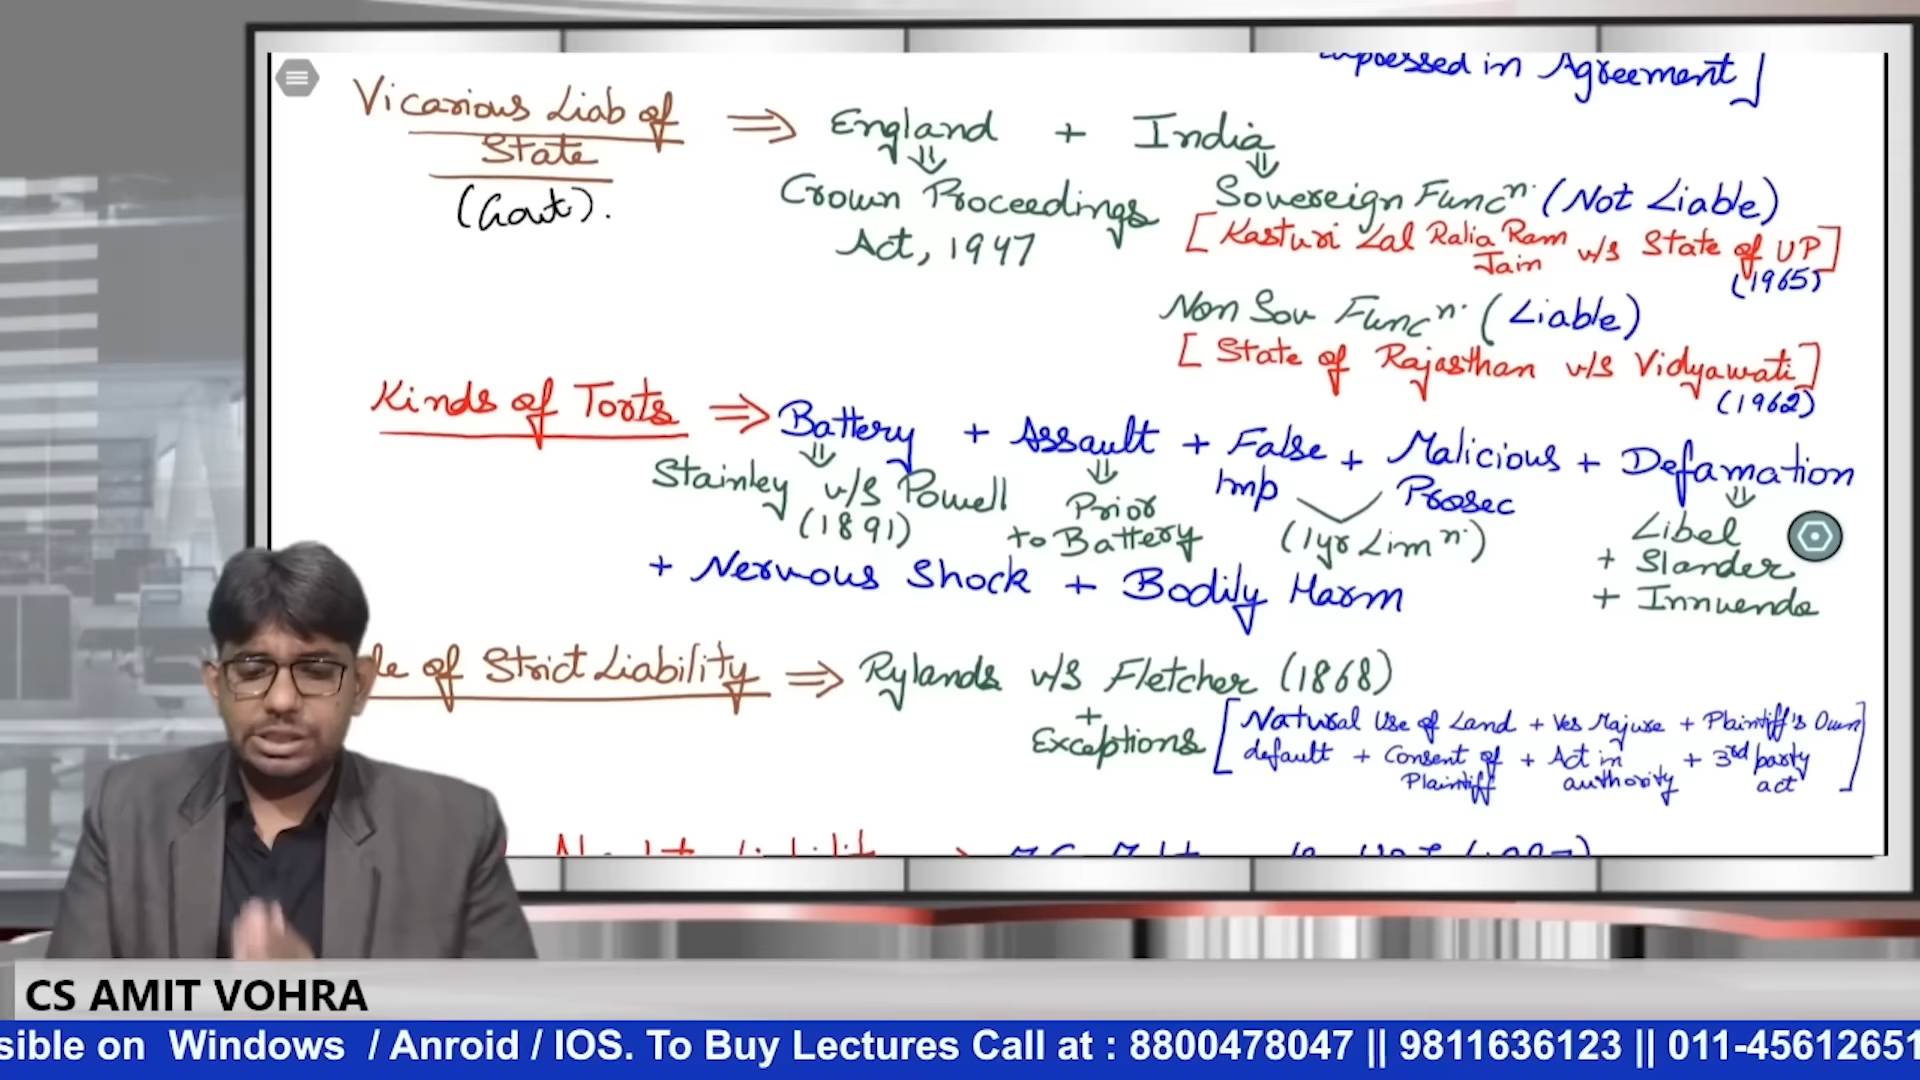 expressed in Agreement]
Vicarious Liab of State (Govt). ⇒ England + India
Crown Proceedings Act, 1947
Sovereign Funcⁿ. (Not Liable)
[Kasturi Lal Ralia Ram Jain v/s State of UP] (1965)
Non Sov Funcⁿ. (Liable)
[State of Rajasthan v/s Vidyawati] (1962)
Kinds of Torts ⇒ Battery + Assault + False Imp + Malicious Prosec + Defamation
Stainley v/s Powell (1891)
Prior to Battery
(1yr Limⁿ.)
Libel
+ Slander
+ Innuendo
+ Nervous Shock + Bodily Harm
le of Strict Liability ⇒ Rylands v/s Fletcher (1868)
+
Exceptions [Natural Use of Land + Ves Majure + Plaintiff's Own default + Consent of Plaintiff + Act in authority + 3rd party act]
CS AMIT VOHRA
sible on Windows / Anroid / IOS. To Buy Lectures Call at : 8800478047 || 9811636123 || 011-45612651